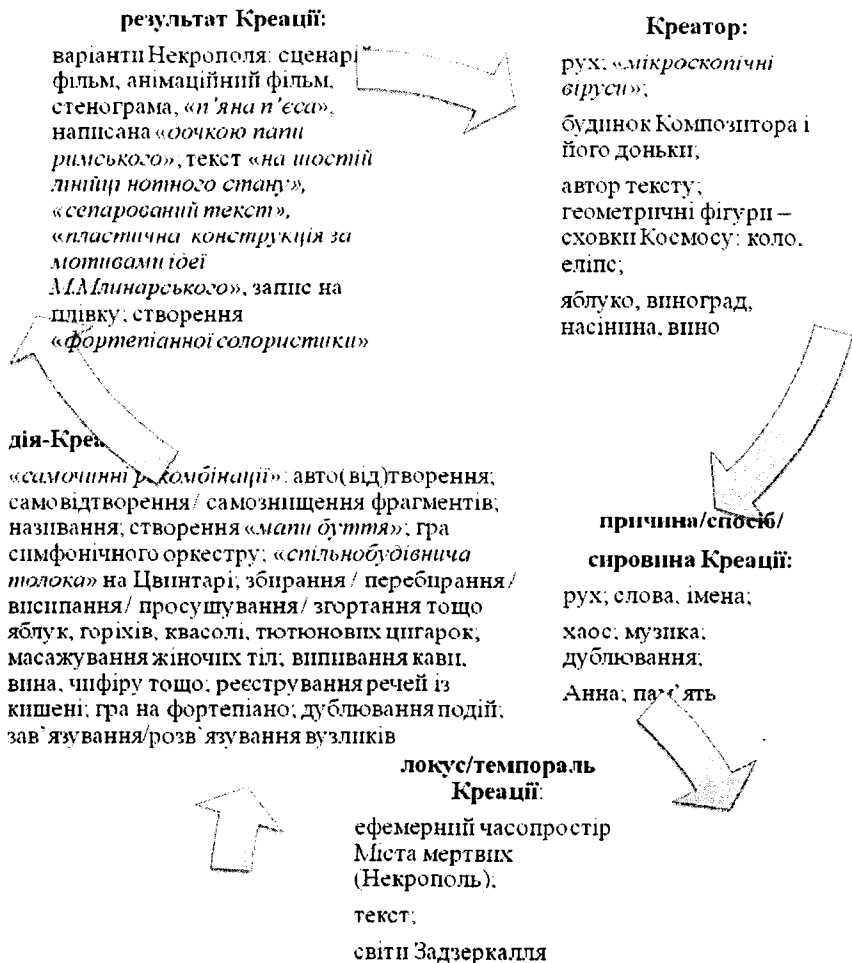 результат Креації:
варіанти Некрополя: сценарій
фільм, анімаційний фільм,
стенограма, «п’яна п’єса»,
написана «дочкою папи
римського», текст «на шостій
лінійці нотного стану»,
«сепарований текст»,
«пластична конструкція за
мотивами ідеї
М.Млинарського», запис на
плівку; створення
«фортепіанної солористики»
Креатор:
рух; «мікроскопічні
віруси»;
будинок Композитора і
його доньки;
автор тексту;
геометричні фігури –
сховки Космосу: коло,
еліпс;
яблуко, виноград,
насінина, вино
причина/спосіб/
сировина Креації:
рух; слова, імена;
хаос; музика;
дублювання;
Анна; пам’ять
локус/темпораль
Креації:
ефемерний часопростір
Міста мертвих
(Некрополь);
текст;
світи Задзеркалля
дія-Креа
«самочинні рекомбінації»: авто(від)творення;
самовідтворення/ самознищення фрагментів;
називання; створення «мапи буття»; гра
симфонічного оркестру; «спільнобудівнича
толока» на Цвинтарі; збирання / перебирання/
висипання/ просушування/ згортання тощо
яблук, горіхів, квасолі, тютюнових цигарок;
масажування жіночих тіл; випивання кави,
вина, чифіру тощо; реєстрування речей із
кишені; гра на фортепіано; дублювання подій;
зав`язування/розв`язування вузликів